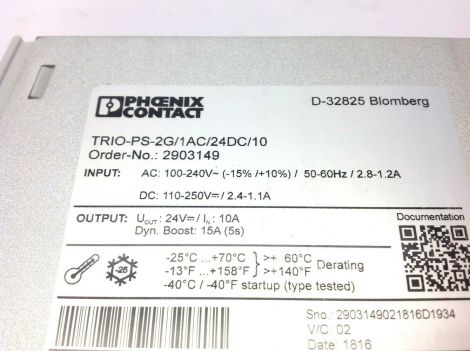 PHŒNIX
CONTACT
D-32825 Blomberg
TRIO-PS-2G/1AC/24DC/10
Order-No.: 2903149
INPUT: AC: 100-240V~ (-15% /+10%) / 50-60Hz / 2.8-1.2A
DC: 110-250V⎓ / 2.4-1.1A
OUTPUT: UOUT: 24V⎓ / IN: 10A
Dyn. Boost: 15A (5s)
Documentation
-25
-25°C ...+70°C } >+ 60°C Derating
-13°F ...+158°F } >+140°F
-40°C / -40°F startup (type tested)
Sno.: 2903149021816D1934
V/C: 02
Date: 1816